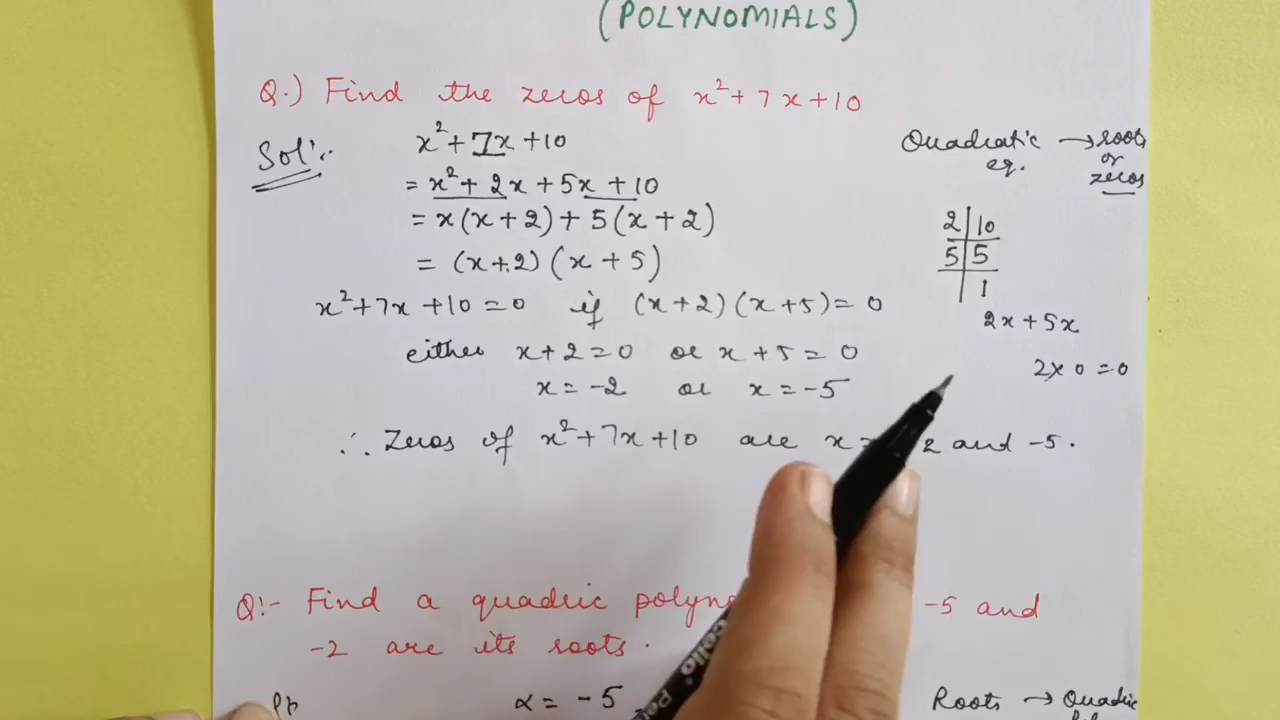 (POLYNOMIALS)
Q.) Find the zeros of x²+7x+10
Sol:.
x²+7x+10
= x²+2x+5x+10
= x(x+2)+5(x+2)
= (x+2)(x+5)
x²+7x+10=0 if (x+2)(x+5)=0
either x+2=0 or x+5=0
x=-2 or x=-5
∴ Zeros of x²+7x+10 are x= 2 and -5.
Quadratic → roots
eq. or
zeros
2|10
5|5
|1
2x+5x
2×0=0
Q:- Find a quadric -5 and
-2 are its roots.
α = -5
Roots → Quadric
cello